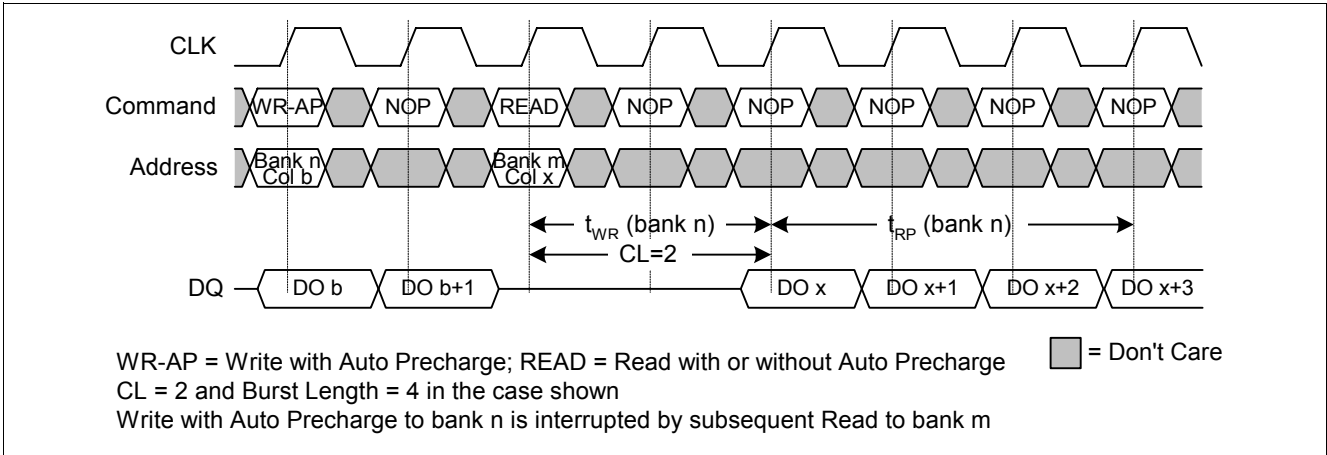 CLK
Command WR-AP NOP READ NOP NOP NOP NOP NOP
Address Bank n Col b Bank m Col x
tWR (bank n) tRP (bank n)
CL=2
DQ DO b DO b+1 DO x DO x+1 DO x+2 DO x+3
WR-AP = Write with Auto Precharge; READ = Read with or without Auto Precharge = Don't Care
CL = 2 and Burst Length = 4 in the case shown
Write with Auto Precharge to bank n is interrupted by subsequent Read to bank m